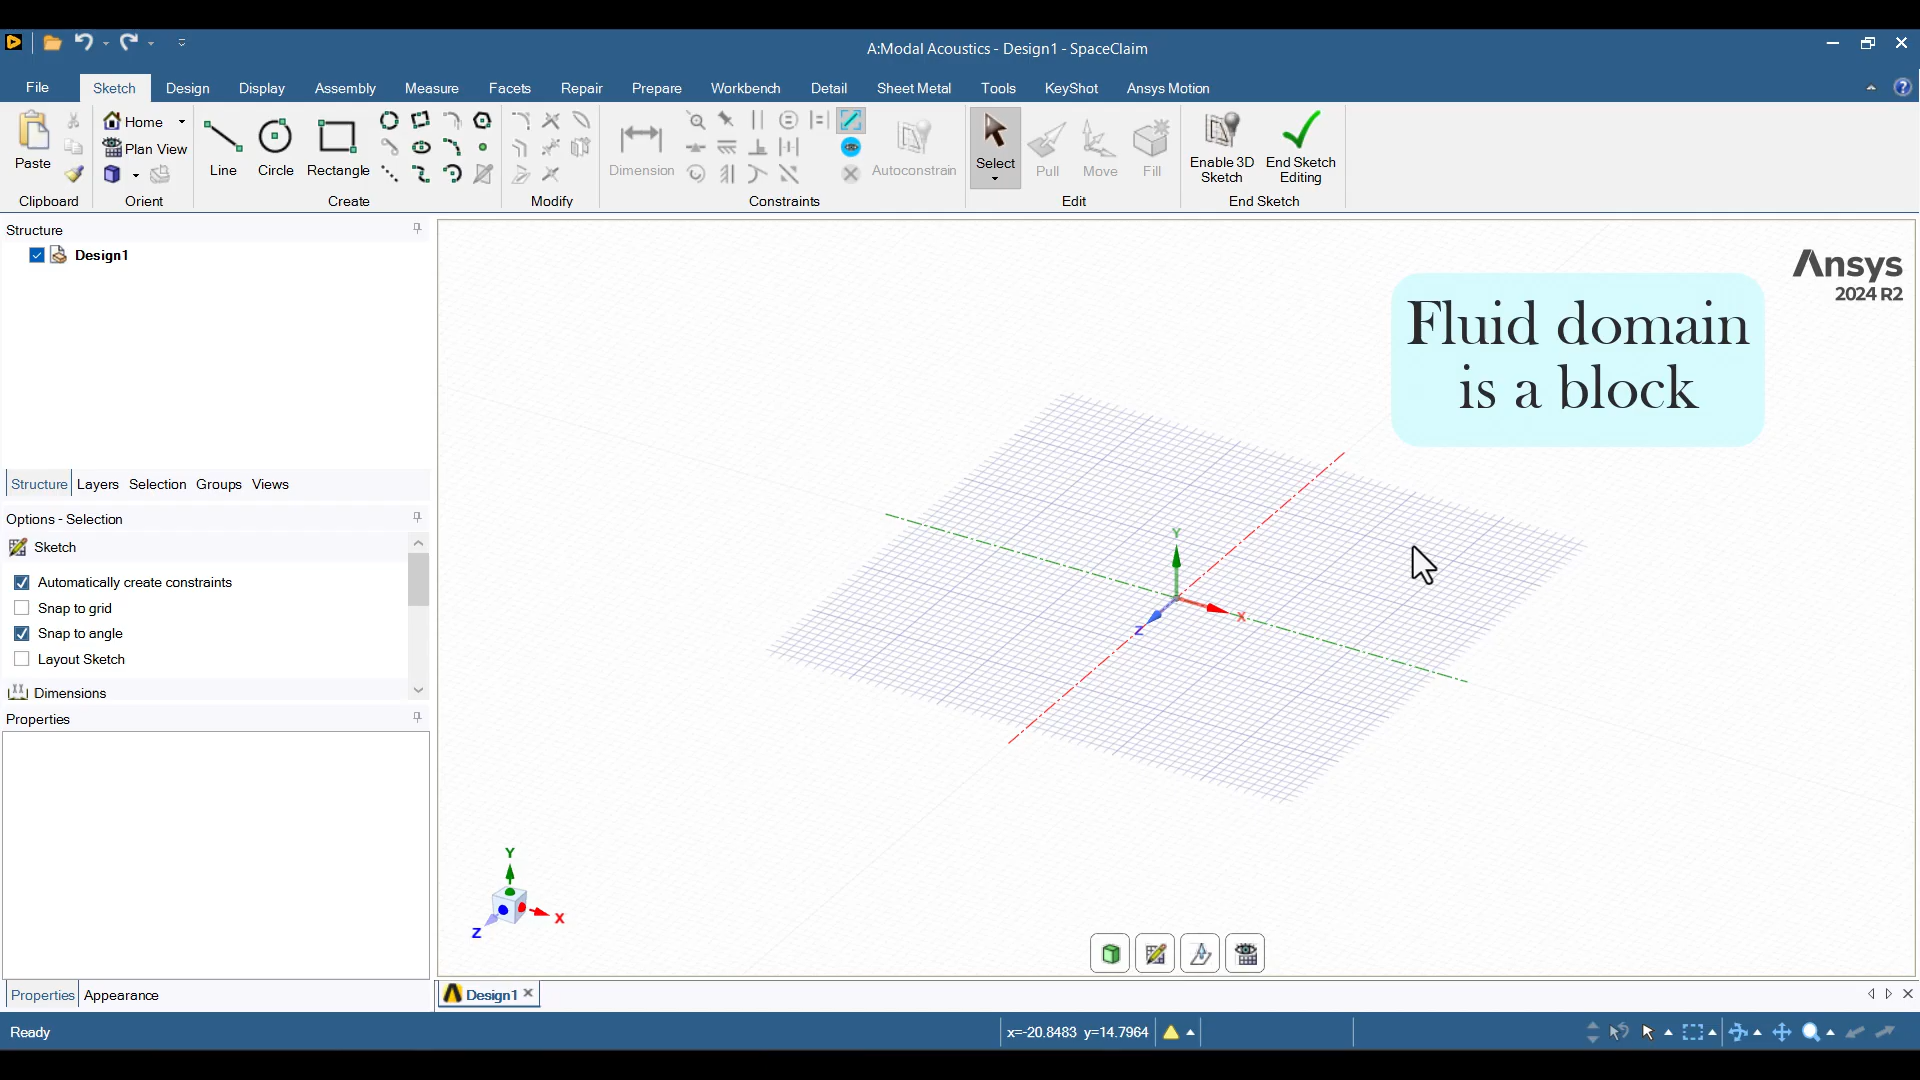 A:Modal Acoustics - Design1 - SpaceClaim
File Sketch Design Display Assembly Measure Facets Repair Prepare Workbench Detail Sheet Metal Tools KeyShot Ansys Motion
Paste
Home
Plan View
Line Circle Rectangle
Dimension
Autoconstrain
Select Pull Move Fill
Enable 3D Sketch
End Sketch Editing
Clipboard Orient Create Modify Constraints Edit End Sketch
Structure
Design1
Structure Layers Selection Groups Views
Options - Selection
Sketch
Automatically create constraints
Snap to grid
Snap to angle
Layout Sketch
Dimensions
Properties
Properties Appearance
Ansys
2024 R2
Fluid domain
is a block
Y
X
Z
Y
X
Z
Design1
Ready
x=-20.8483 y=14.7964